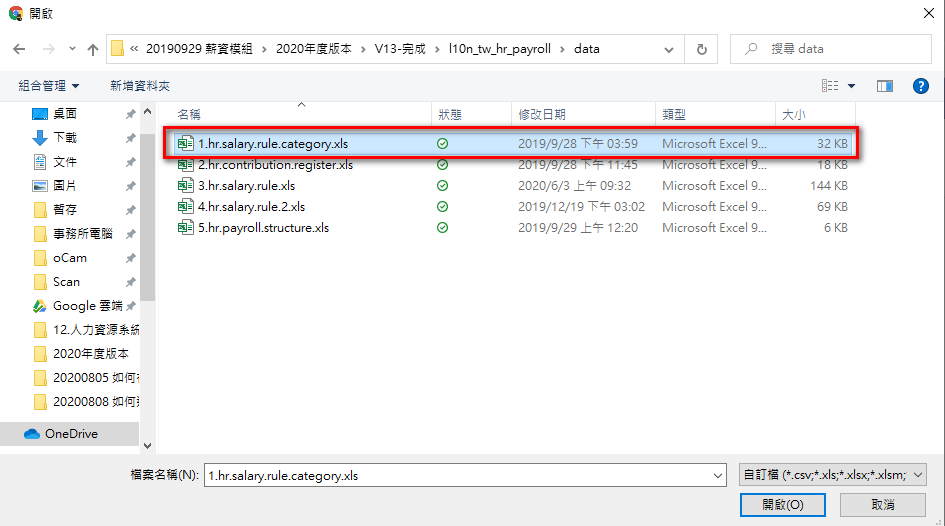 開啟
« 20190929 薪資模組 › 2020年度版本 › V13-完成 › l10n_tw_hr_payroll › data
搜尋 data
組合管理 新增資料夾
名稱 狀態 修改日期 類型 大小
1.hr.salary.rule.category.xls 2019/9/28 下午 03:59 Microsoft Excel 9... 32 KB
2.hr.contribution.register.xls 2019/9/28 下午 11:45 Microsoft Excel 9... 18 KB
3.hr.salary.rule.xls 2020/6/3 上午 09:32 Microsoft Excel 9... 144 KB
4.hr.salary.rule.2.xls 2019/12/19 下午 03:02 Microsoft Excel 9... 69 KB
5.hr.payroll.structure.xls 2019/9/29 上午 12:20 Microsoft Excel 9... 6 KB
桌面
下載
文件
圖片
暫存
事務所電腦
oCam
Scan
Google 雲端
12.人力資源系統
2020年度版本
20200805 如何
20200808 如何
OneDrive
檔案名稱(N): 1.hr.salary.rule.category.xls 自訂檔 (*.csv;*.xls;*.xlsx;*.xlsm;
開啟(O) 取消